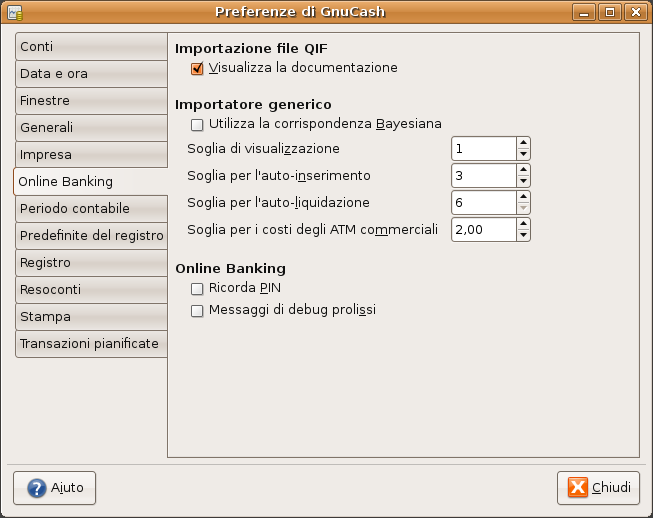 Preferenze di GnuCash
Conti
Data e ora
Finestre
Generali
Impresa
Online Banking
Periodo contabile
Predefinite del registro
Registro
Resoconti
Stampa
Transazioni pianificate
Importazione file QIF
Visualizza la documentazione
Importatore generico
Utilizza la corrispondenza Bayesiana
Soglia di visualizzazione 1
Soglia per l'auto-inserimento 3
Soglia per l'auto-liquidazione 6
Soglia per i costi degli ATM commerciali 2,00
Online Banking
Ricorda PIN
Messaggi di debug prolissi
Aiuto
Chiudi